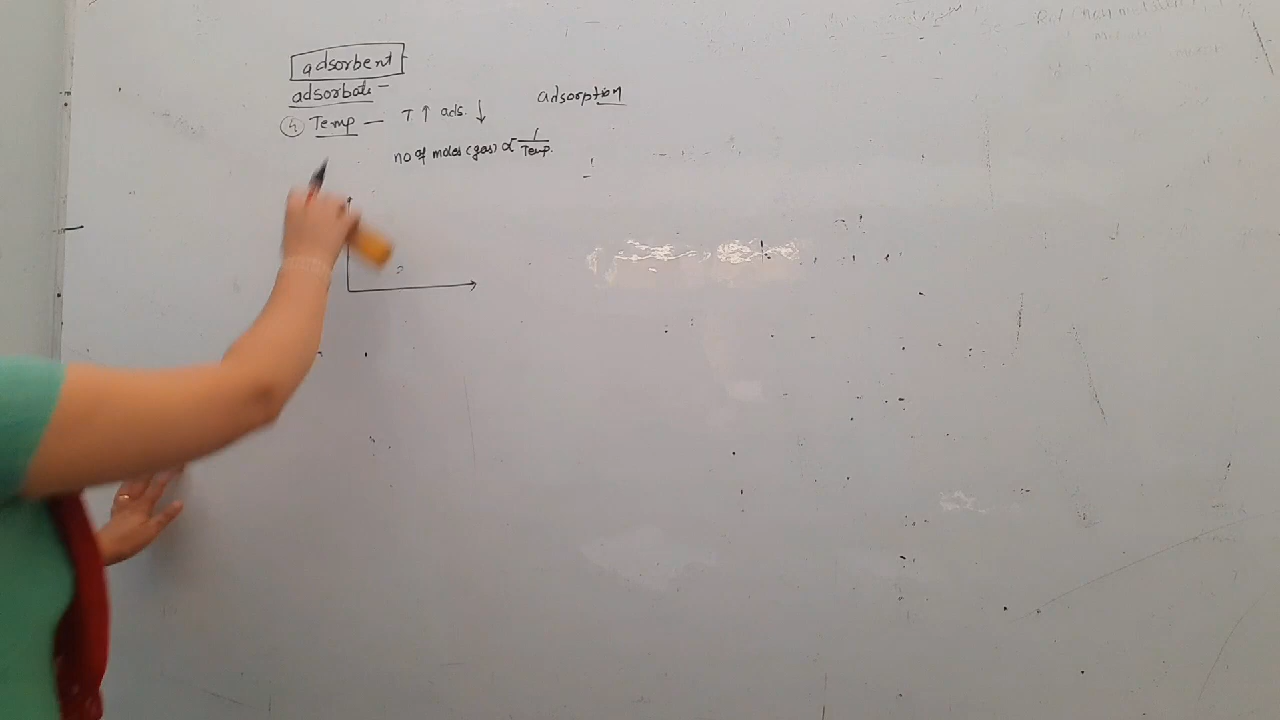 adsorbent
adsorbate -
adsorption
4 Temp — T ↑ ads. ↓
no of moles (gas) ∝ 1/Temp.